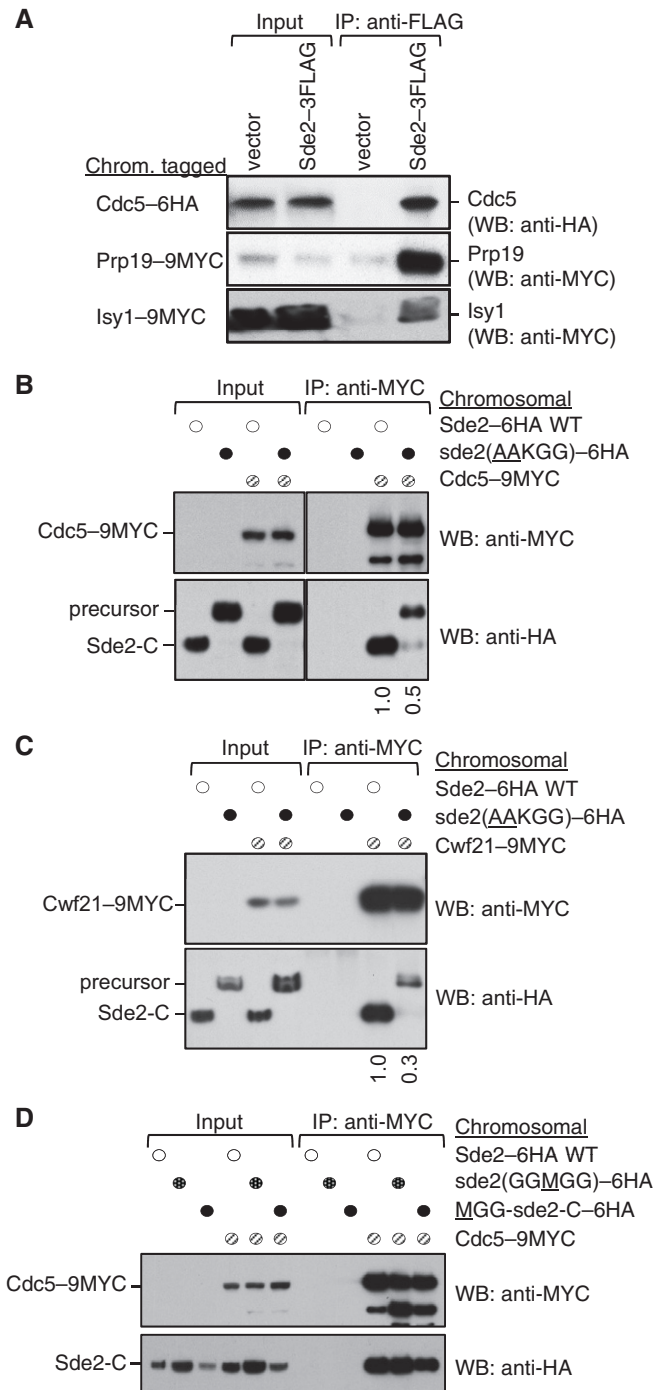 A
Input IP: anti-FLAG
vector
Sde2–3FLAG
vector
Sde2–3FLAG
Chrom. tagged
Cdc5–6HA
Cdc5
(WB: anti-HA)
Prp19–9MYC
Prp19
(WB: anti-MYC)
Isy1–9MYC
Isy1
(WB: anti-MYC)
B
Input IP: anti-MYC Chromosomal
Sde2–6HA WT
sde2(AAKGG)–6HA
Cdc5–9MYC
Cdc5–9MYC
WB: anti-MYC
precursor
Sde2-C
WB: anti-HA
1.0 0.5
C
Input IP: anti-MYC Chromosomal
Sde2–6HA WT
sde2(AAKGG)–6HA
Cwf21–9MYC
Cwf21–9MYC
WB: anti-MYC
precursor
Sde2-C
WB: anti-HA
1.0 0.3
D
Input IP: anti-MYC Chromosomal
Sde2–6HA WT
sde2(GGMGG)–6HA
MGG-sde2-C–6HA
Cdc5–9MYC
Cdc5–9MYC
WB: anti-MYC
Sde2-C
WB: anti-HA